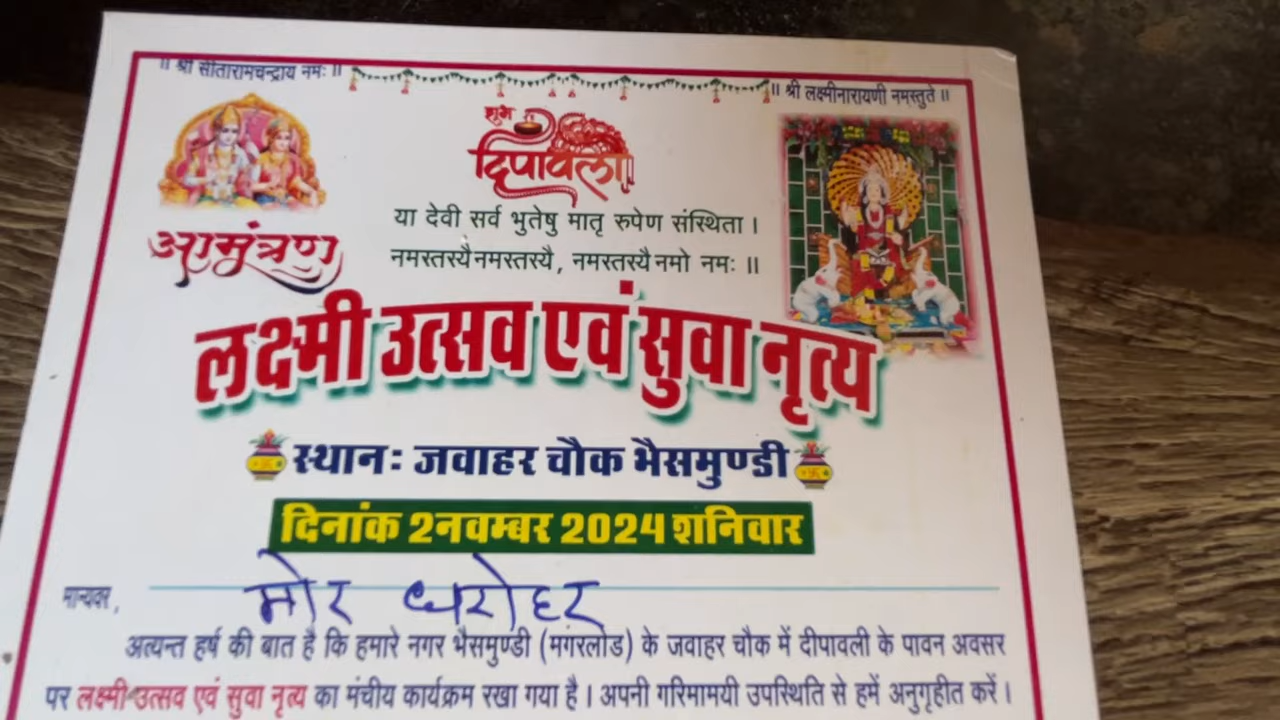 ॥ श्री सीतारामचन्द्राय नमः ॥
॥ श्री लक्ष्मीनारायणी नमस्तुते ॥
शुभ
दिपावली
या देवी सर्व भुतेषु मातृ रुपेण संस्थिता ।
नमस्तस्यै नमस्तस्यै, नमस्तस्यै नमो नमः ॥
आमंत्रण
लक्ष्मी उत्सव एवं सुवा नृत्य
स्थानः जवाहर चौक भैसमुण्डी
दिनांक 2 नवम्बर 2024 शनिवार
मान्यवर, मोर धरोहर
अत्यन्त हर्ष की बात है कि हमारे नगर भैसमुण्डी (मगरलोड) के जवाहर चौक में दीपावली के पावन अवसर
पर लक्ष्मी उत्सव एवं सुवा नृत्य का मंचीय कार्यक्रम रखा गया है । अपनी गरिमामयी उपस्थिति से हमें अनुगृहीत करें ।